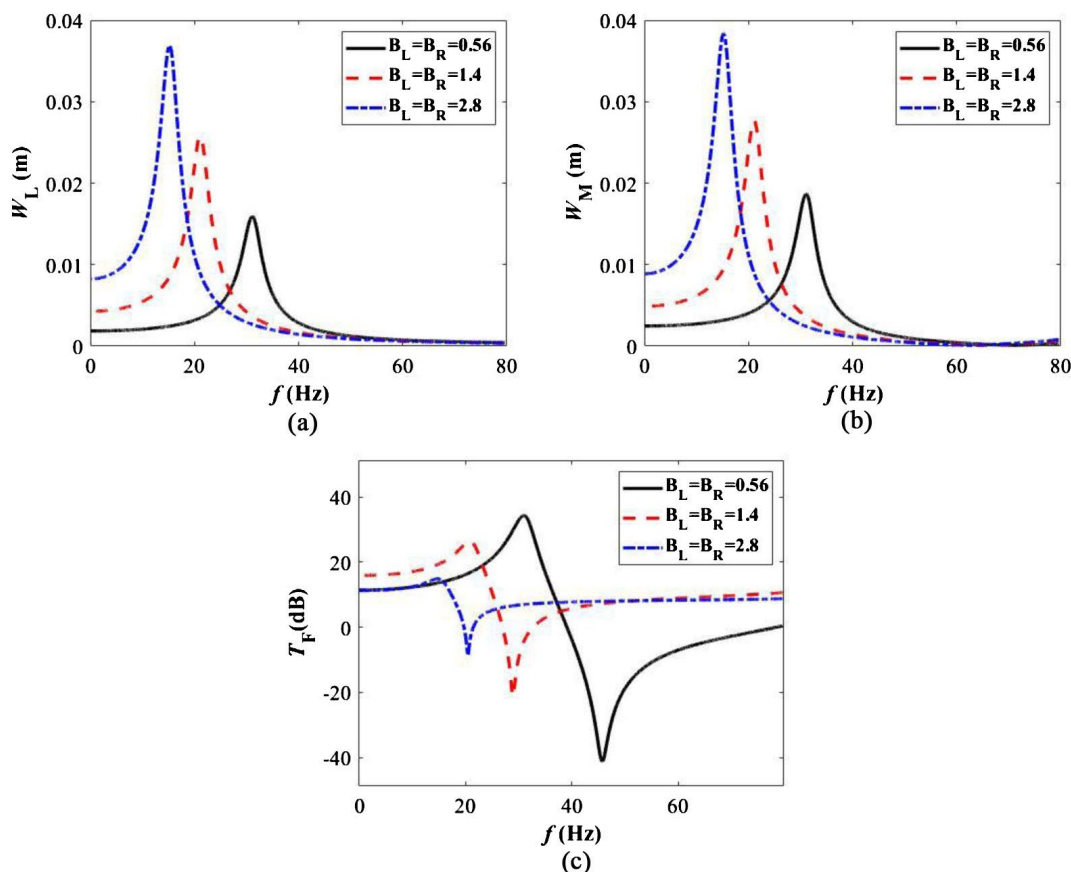 0.04
0.03
0.02
0.01
0
W_L (m)
B_L=B_R=0.56
B_L=B_R=1.4
B_L=B_R=2.8
0 20 40 60 80
f (Hz)
(a)
0.04
0.03
0.02
0.01
0
W_M (m)
B_L=B_R=0.56
B_L=B_R=1.4
B_L=B_R=2.8
0 20 40 60 80
f (Hz)
(b)
40
20
0
-20
-40
T_F(dB)
B_L=B_R=0.56
B_L=B_R=1.4
B_L=B_R=2.8
0 20 40 60
f (Hz)
(c)